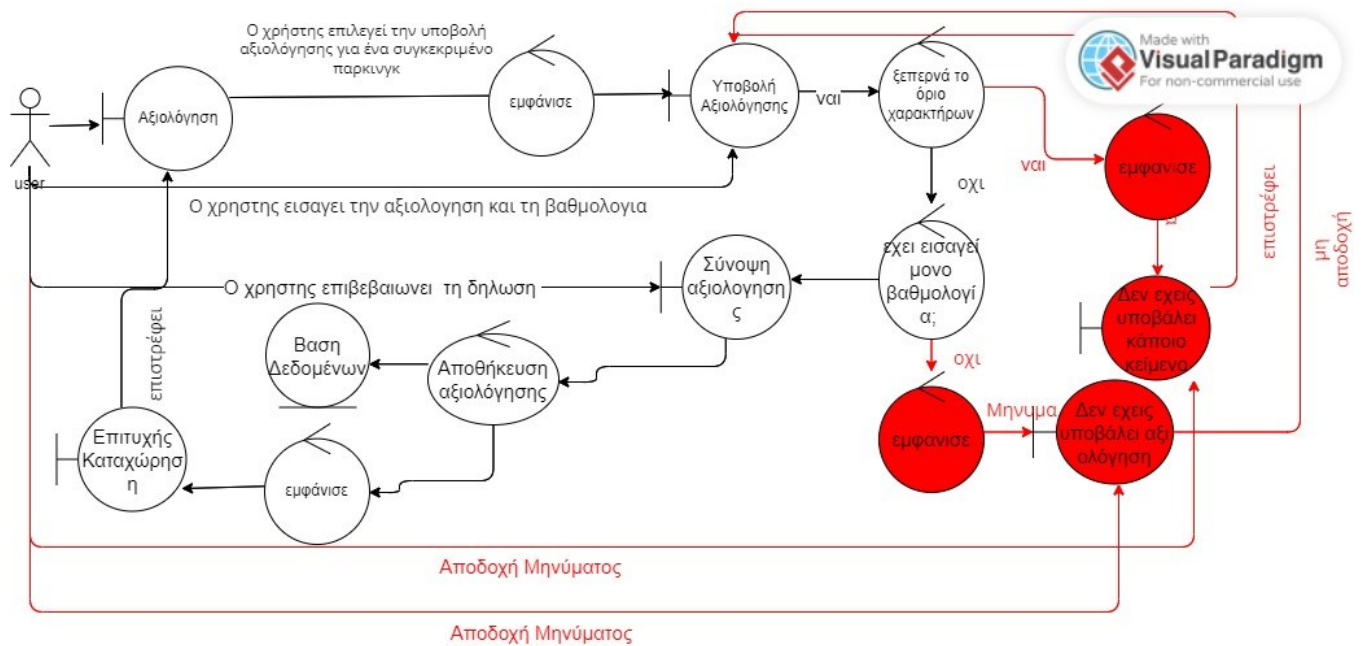 Ο χρήστης επιλεγεί την υποβολή
αξιολόγησης για ένα συγκεκριμένο
παρκινγκ
Made with
Visual Paradigm
For non-commercial use
user
Αξιολόγηση
εμφάνισε
Υποβολή
Αξιολόγησης
ναι
ξεπερνά το
όριο
χαρακτήρων
ναι
εμφανισε
οχι
Ο χρηστης εισαγει την αξιολογηση και τη βαθμολογια
επιστρέφει
μη
αποδοχή
εχει εισαγεί
μονο
βαθμολογί
α;
Σύνοψη
αξιολογηση
ς
Ο χρηστης επιβεβαιωνει τη δηλωση
Δεν εχεις
υποβάλει
κάποιο
κείμενο
Βαση
Δεδομένων
Αποθήκευση
αξιολόγησης
επιστρέφει
οχι
εμφανισε
Μηνυμα
Δεν εχεις
υποβάλει αξι
ολόγηση
Επιτυχής
Καταχώρησ
η
εμφάνισε
Αποδοχή Μηνύματος
Αποδοχή Μηνύματος